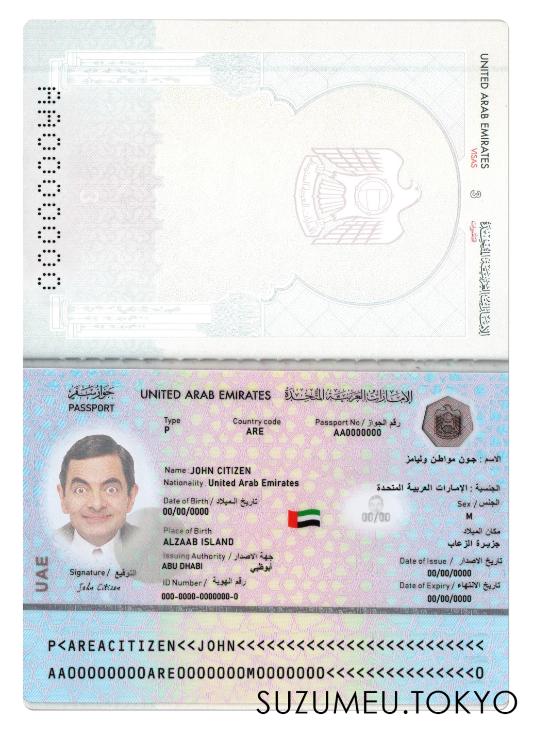 AA0000000
UNITED ARAB EMIRATES
VISAS
3
الإمارات العربية المتحدة
تأشيرات
جواز سفر
PASSPORT
UNITED ARAB EMIRATES الإمارات العربية المتحدة
Type
P
Country code
ARE
Passport No / رقم الجواز
AA0000000
Name: JOHN CITIZEN
الاسم : جون مواطن وليامز
Nationality: United Arab Emirates
الجنسية : الإمارات العربية المتحدة
Date of Birth / تاريخ الميلاد
00/00/0000
00/00
Sex / الجنس
M
Place of Birth
ALZAAB ISLAND
مكان الميلاد
جزيرة الزعاب
Issuing Authority / جهة الاصدار
ABU DHABI أبوظبي
Date of Issue / تاريخ الاصدار
00/00/0000
ID Number / رقم الهوية
000-0000-0000000-0
Date of Expiry / تاريخ الانتهاء
00/00/0000
UAE
Signature / التوقيع
John Citizen
P<AREACITIZEN<<JOHN<<<<<<<<<<<<<<<<<<<<<<<<<
AA00000000ARE0000000M0000000<<<<<<<<<<<<<<<0
SUZUMEU.TOKYO